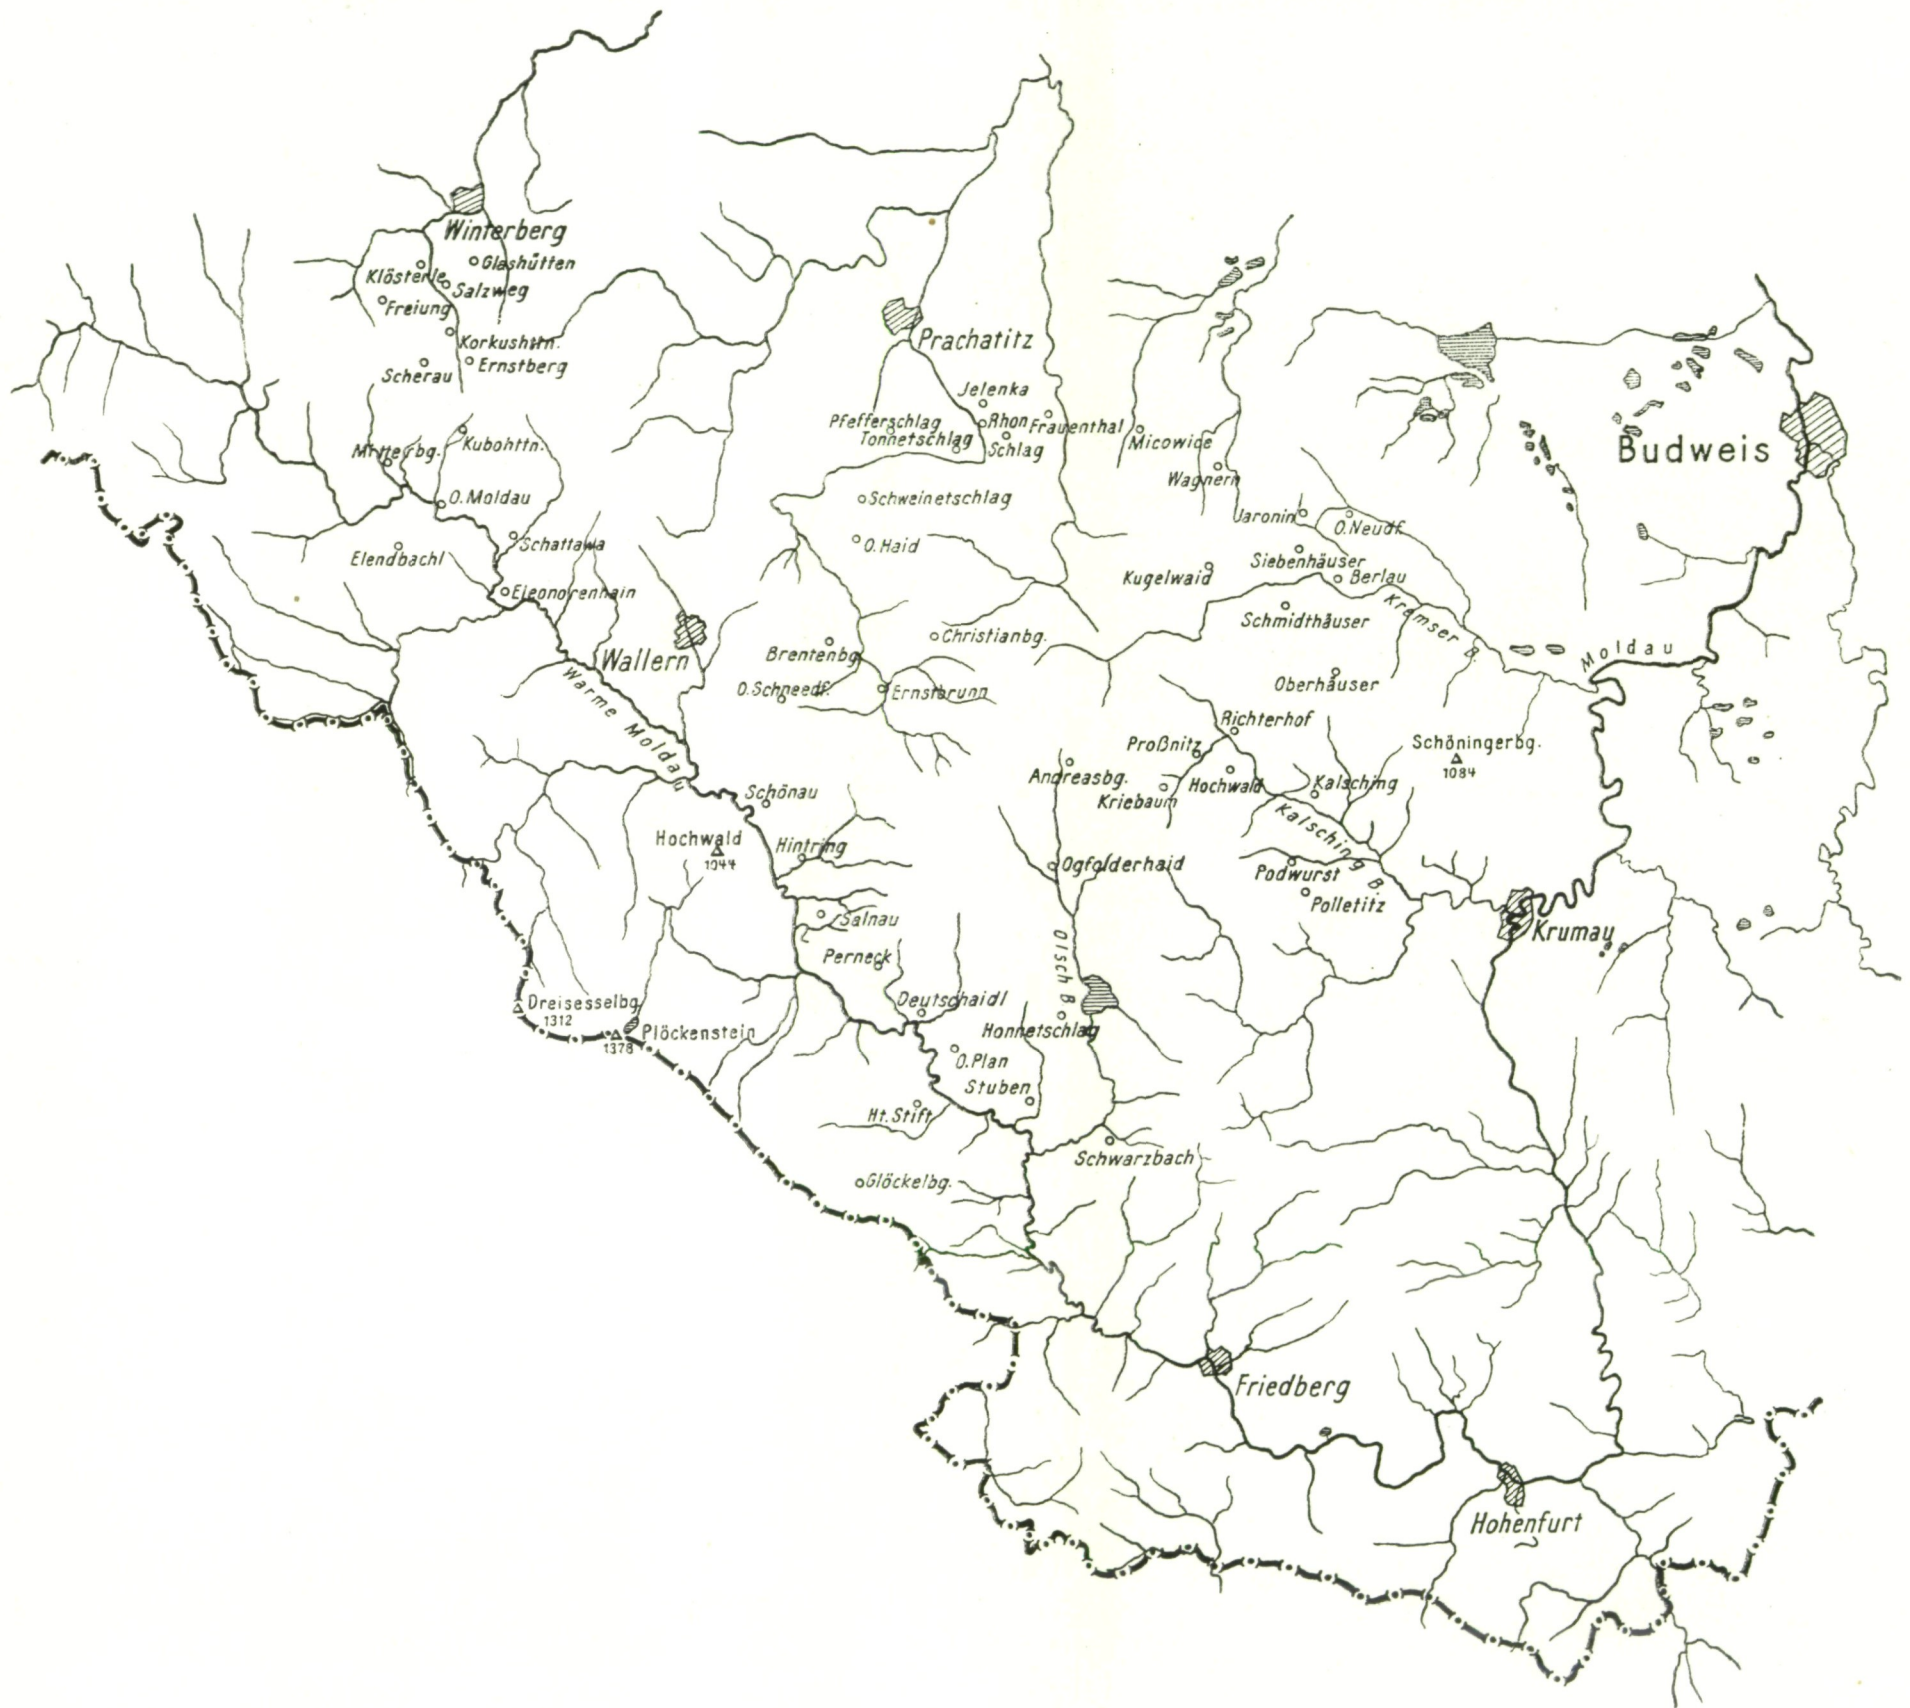 Winterberg
Glashütten
Klösterle
Salzweg
Freiung
Korkushttn.
Ernstberg
Scherau
Prachatitz
Jelenka
Pfefferschlag
Rhon
Frauenthal
Tonnetschlag
Schlag
Micowice
Wagnern
Budweis
Mitterbg.
Kubohttn.
O. Moldau
Schweinetschlag
Jaronin
O. Neudf.
Elendbachl
Schattawa
O. Haid
Siebenhäuser
Kugelwaid
Berlau
Eleonorenhain
Schmidthäuser
Kremser B.
Wallern
Christianbg.
Moldau
Brentenbg.
O. Schneedf.
Ernstbrunn
Oberhäuser
Warme Moldau
Richterhof
Proßnitz
Schöningerbg.
1084
Andreasbg.
Hochwald
Kalsching
Kriebaum
Schönau
Kalsching B.
Hochwald
1044
Hintring
Ogfolderhaid
Podwurst
Polletitz
Salnau
Krumau
Perneck
Olsch B.
Dreisesselbg.
1312
Deutschaidl
Plöckenstein
1378
Honnetschlag
O. Plan
Stuben
Ht. Stift
Schwarzbach
Glöckelbg.
Friedberg
Hohenfurt